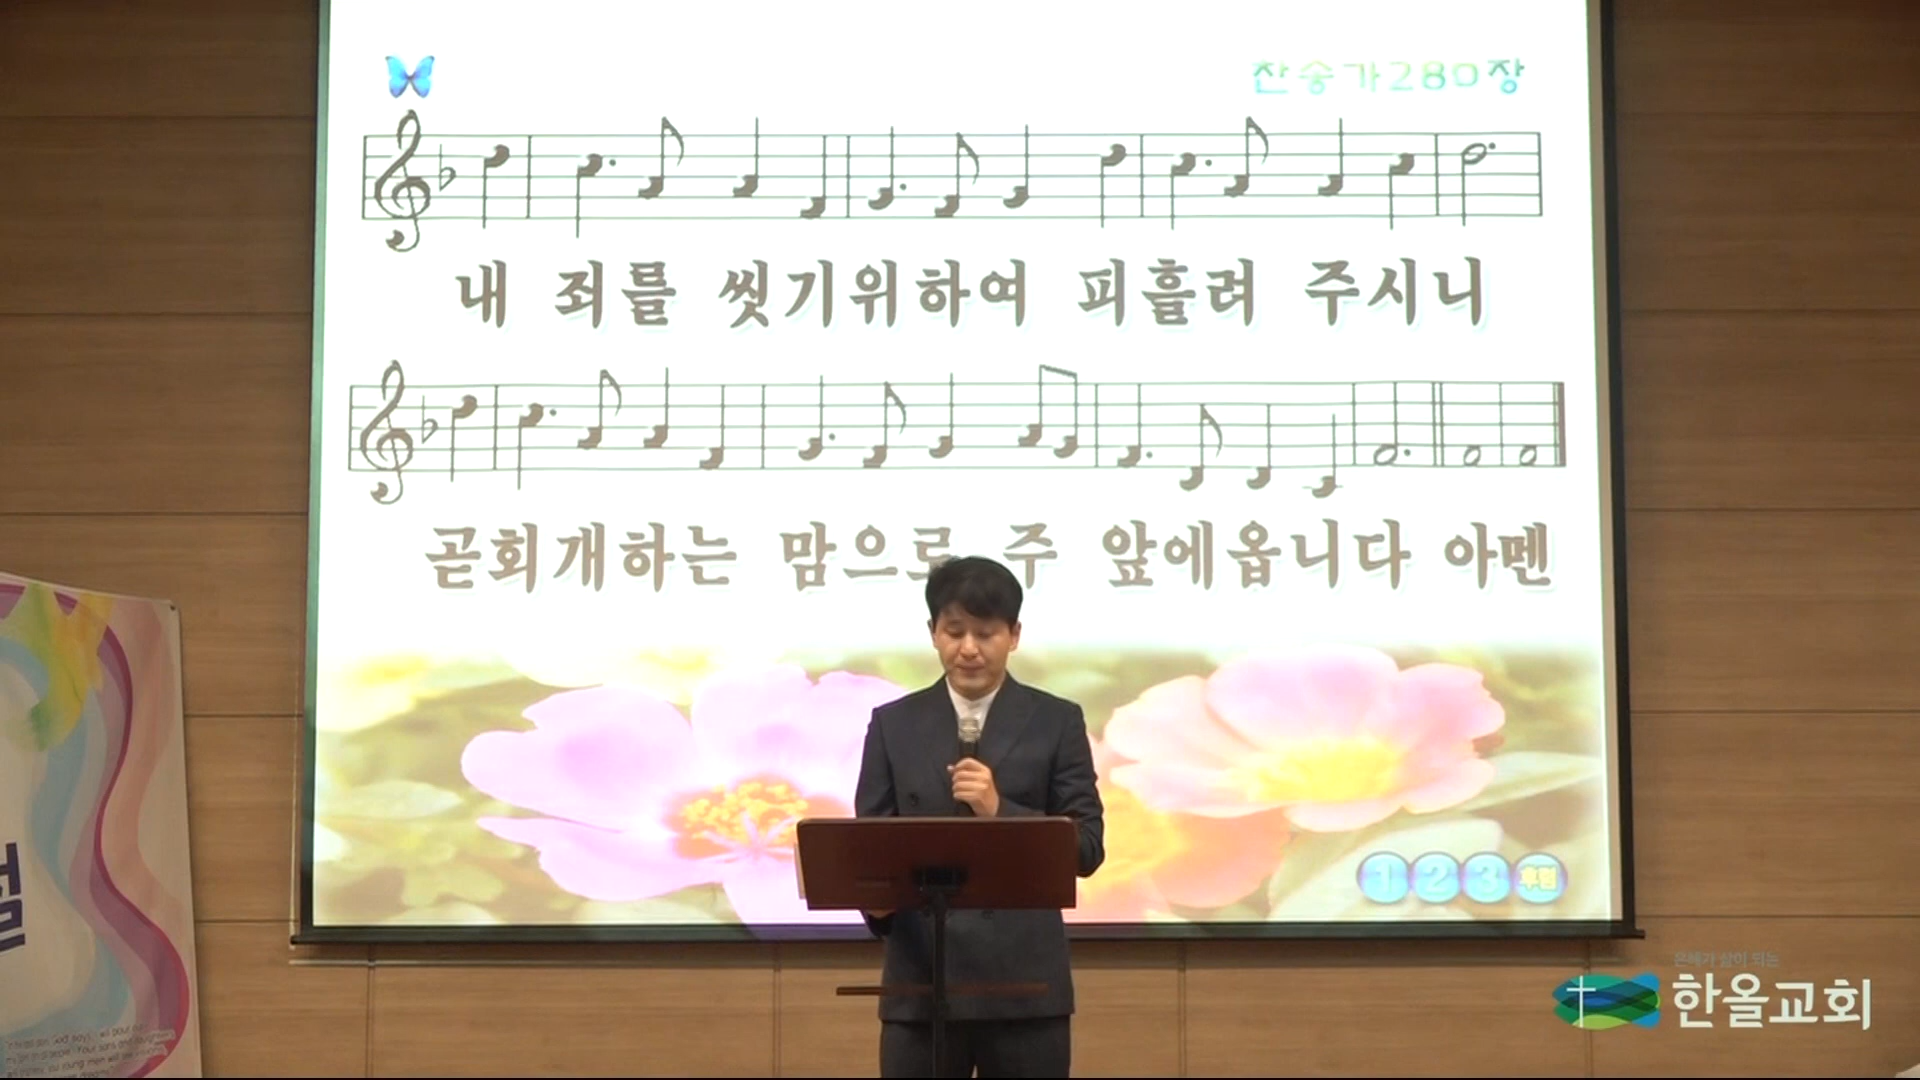 찬송가280장
내 죄를 씻기위하여 피흘려 주시니
곧회개하는 맘으로 주 앞에옵니다 아멘
1 2 3 후렴
은혜가 삶이 되는
한올교회